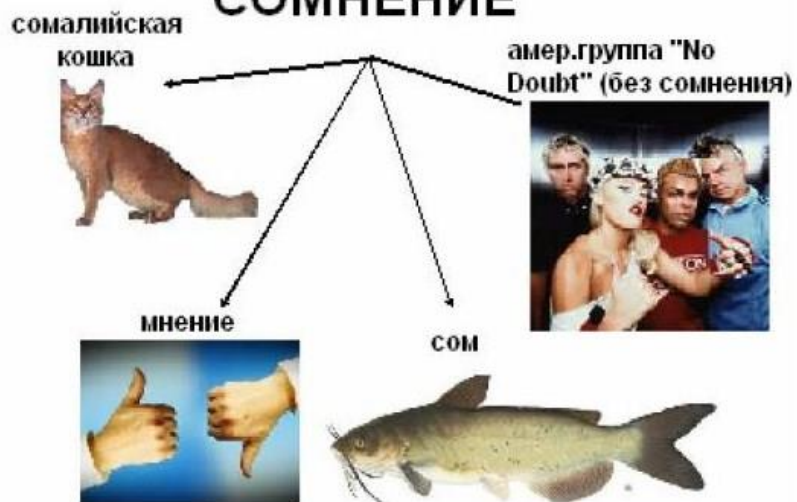 СОМНЕНИЕ
сомалийская
кошка
амер.группа "No
Doubt" (без сомнения)
мнение
сом